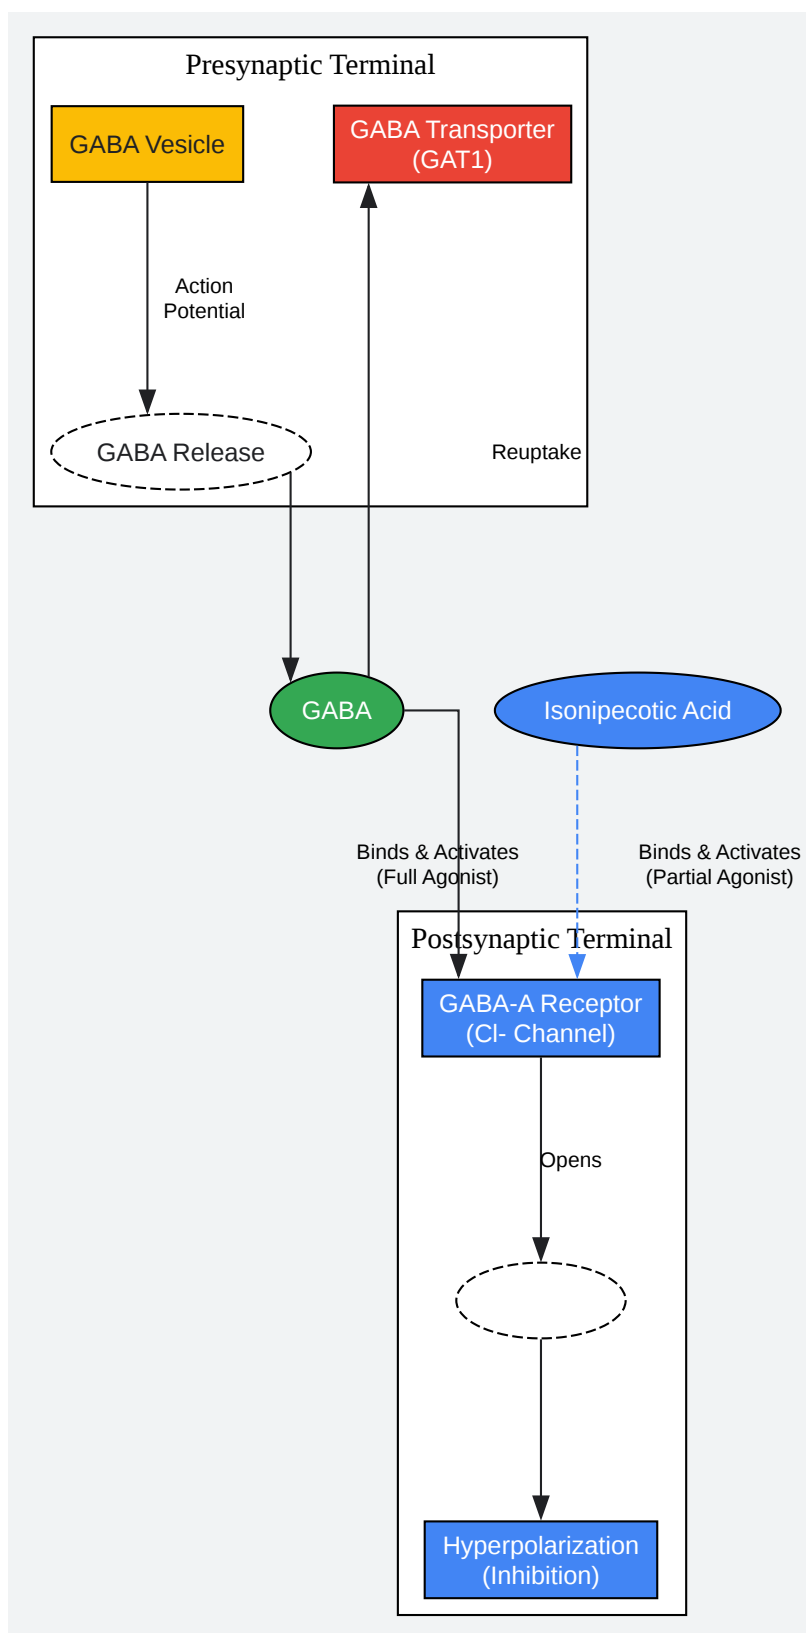 Presynaptic Terminal
GABA Vesicle
GABA Transporter
(GAT1)
Action
Potential
GABA Release
Reuptake
GABA
Isonipecotic Acid
Binds & Activates
(Full Agonist)
Binds & Activates
(Partial Agonist)
Postsynaptic Terminal
GABA-A Receptor
(Cl- Channel)
Opens
Hyperpolarization
(Inhibition)